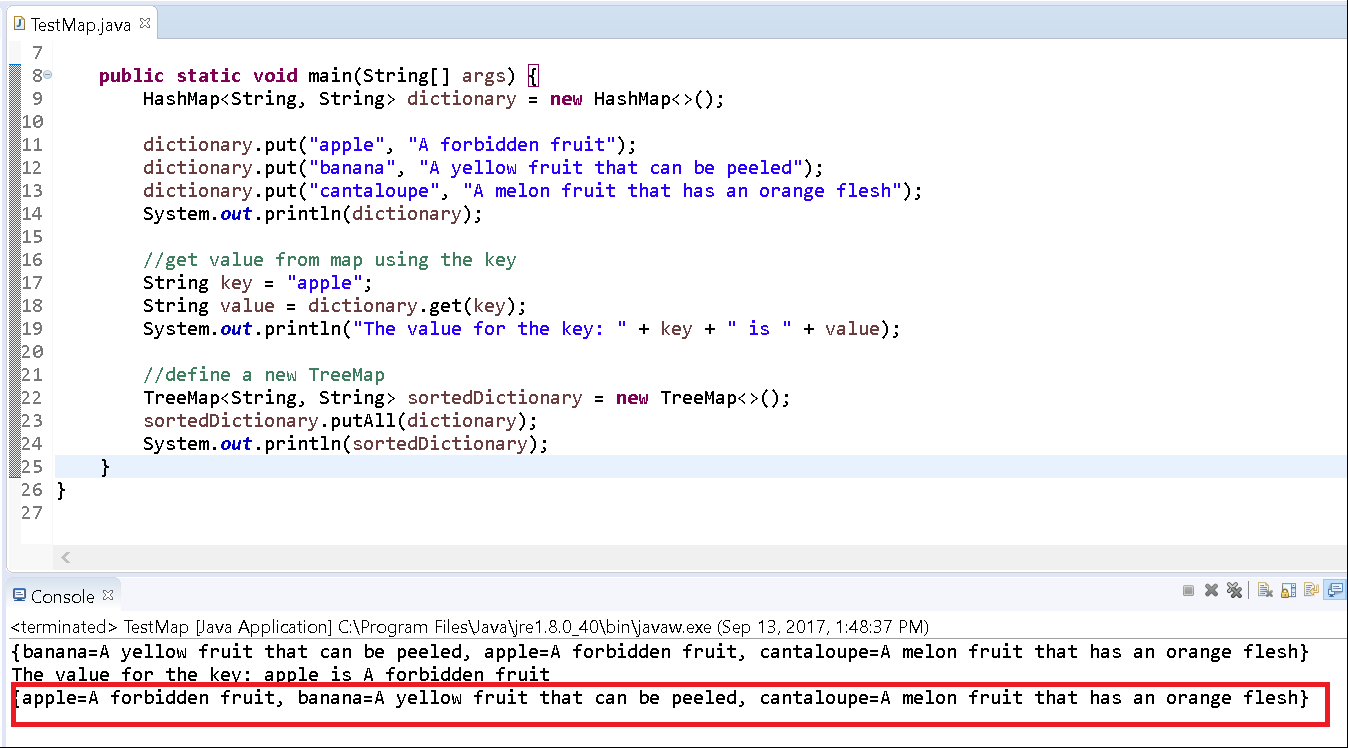 TestMap.java
7
8 public static void main(String[] args) {
9 HashMap<String, String> dictionary = new HashMap<>();
10
11 dictionary.put("apple", "A forbidden fruit");
12 dictionary.put("banana", "A yellow fruit that can be peeled");
13 dictionary.put("cantaloupe", "A melon fruit that has an orange flesh");
14 System.out.println(dictionary);
15
16 //get value from map using the key
17 String key = "apple";
18 String value = dictionary.get(key);
19 System.out.println("The value for the key: " + key + " is " + value);
20
21 //define a new TreeMap
22 TreeMap<String, String> sortedDictionary = new TreeMap<>();
23 sortedDictionary.putAll(dictionary);
24 System.out.println(sortedDictionary);
25 }
26 }
27
Console
<terminated> TestMap [Java Application] C:\Program Files\Java\jre1.8.0_40\bin\javaw.exe (Sep 13, 2017, 1:48:37 PM)
{banana=A yellow fruit that can be peeled, apple=A forbidden fruit, cantaloupe=A melon fruit that has an orange flesh}
The value for the key: apple is A forbidden fruit
{apple=A forbidden fruit, banana=A yellow fruit that can be peeled, cantaloupe=A melon fruit that has an orange flesh}